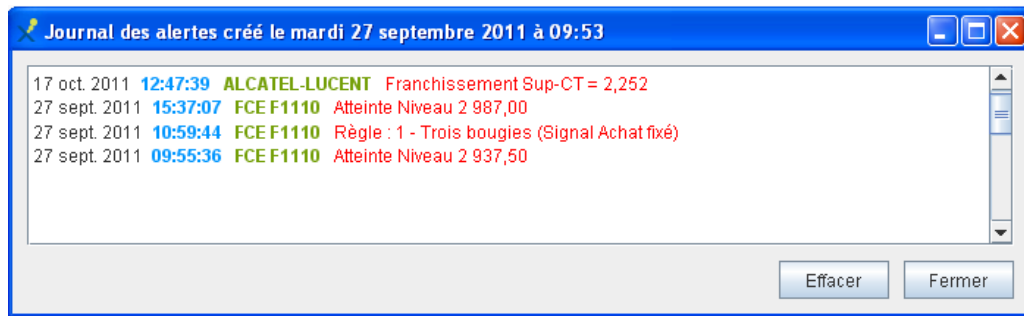 Journal des alertes créé le mardi 27 septembre 2011 à 09:53
17 oct. 2011 12:47:39 ALCATEL-LUCENT Franchissement Sup-CT = 2,252
27 sept. 2011 15:37:07 FCE F1110 Atteinte Niveau 2 987,00
27 sept. 2011 10:59:44 FCE F1110 Règle : 1 - Trois bougies (Signal Achat fixé)
27 sept. 2011 09:55:36 FCE F1110 Atteinte Niveau 2 937,50
Effacer Fermer